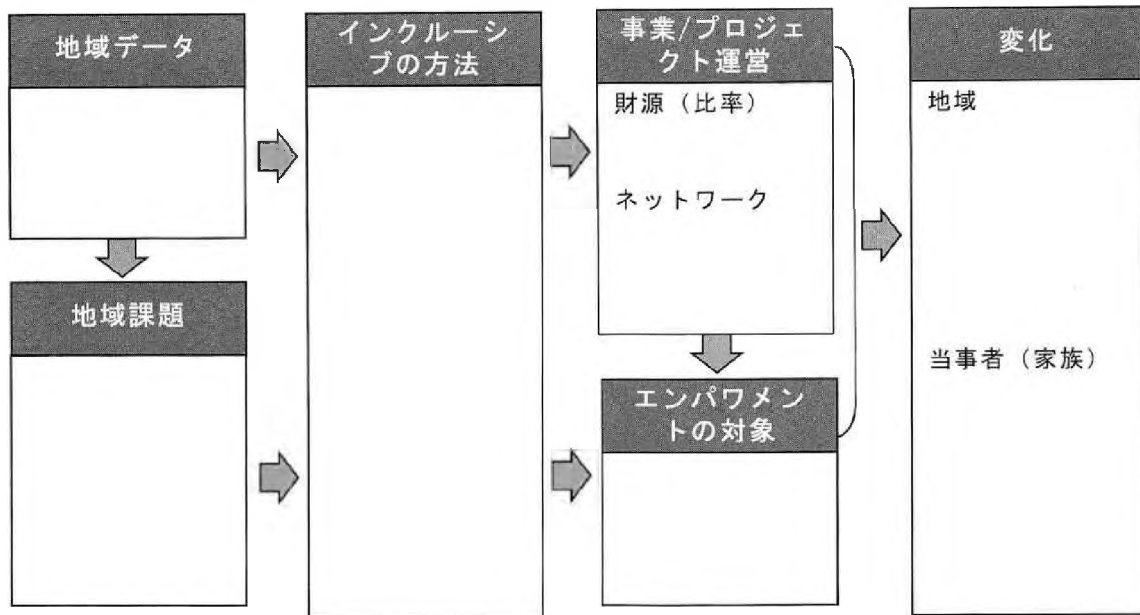 地域データ
地域課題
インクルーシ
ブの方法
事業/プロジェ
クト運営
財源（比率）
ネットワーク
エンパワメン
トの対象
変化
地域
当事者（家族）